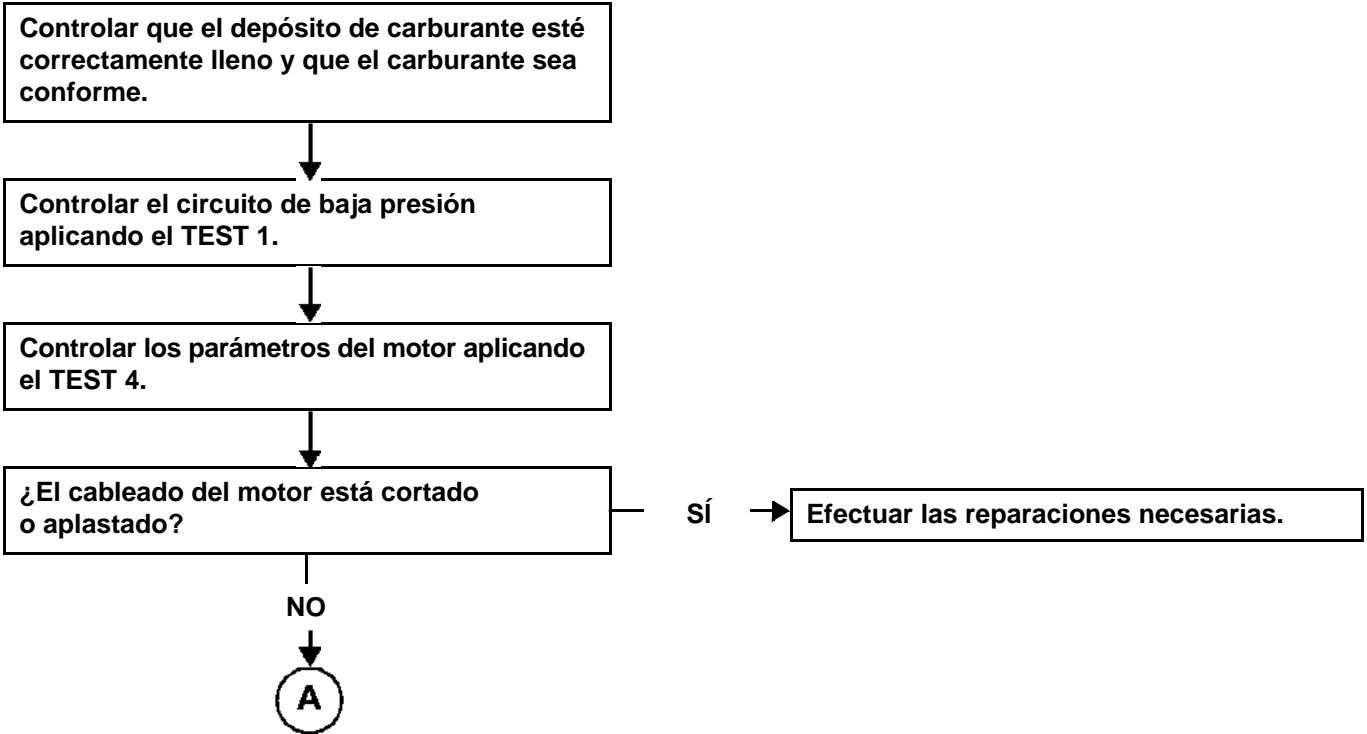 Controlar que el depósito de carburante esté
correctamente lleno y que el carburante sea
conforme.
Controlar el circuito de baja presión
aplicando el TEST 1.
Controlar los parámetros del motor aplicando
el TEST 4.
¿El cableado del motor está cortado
o aplastado?
SÍ
Efectuar las reparaciones necesarias.
NO
A